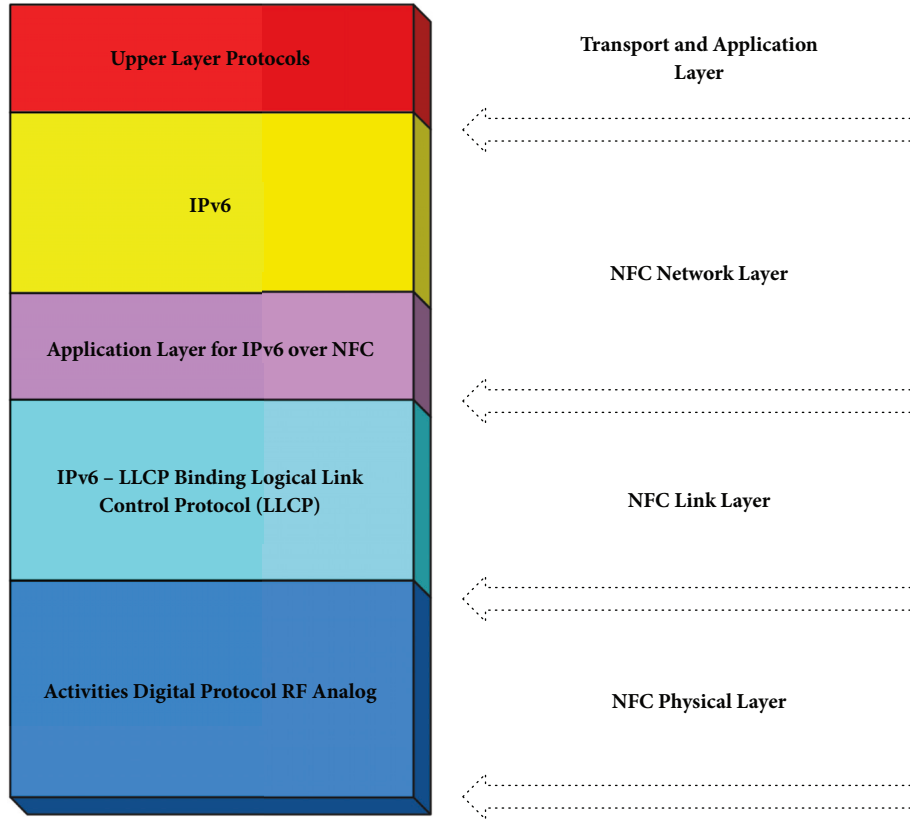 Upper Layer Protocols
Transport and Application
Layer
IPv6
NFC Network Layer
Application Layer for IPv6 over NFC
IPv6 – LLCP Binding Logical Link
Control Protocol (LLCP)
NFC Link Layer
Activities Digital Protocol RF Analog
NFC Physical Layer